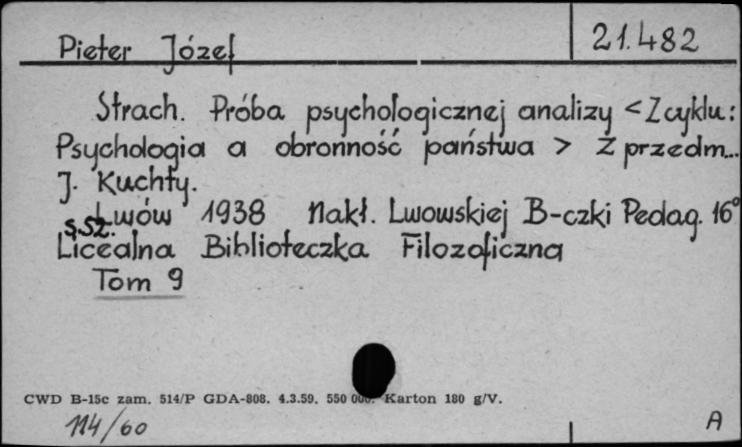 Pieter Józef 21.482
Strach. Próba psychologicznej analizy <Z cyklu:
Psychologia a obronność państwa > Z przedm...
J. Kuchty.
Lwów 1938 Nakł. Lwowskiej B-czki Pedag. 16°
s. 52.
Licealna Biblioteczka Filozoficzna
Tom 9
CWD B-15c zam. 514/P GDA-808. 4.3.59. 550 000. Karton 180 g/V.
114/60 A